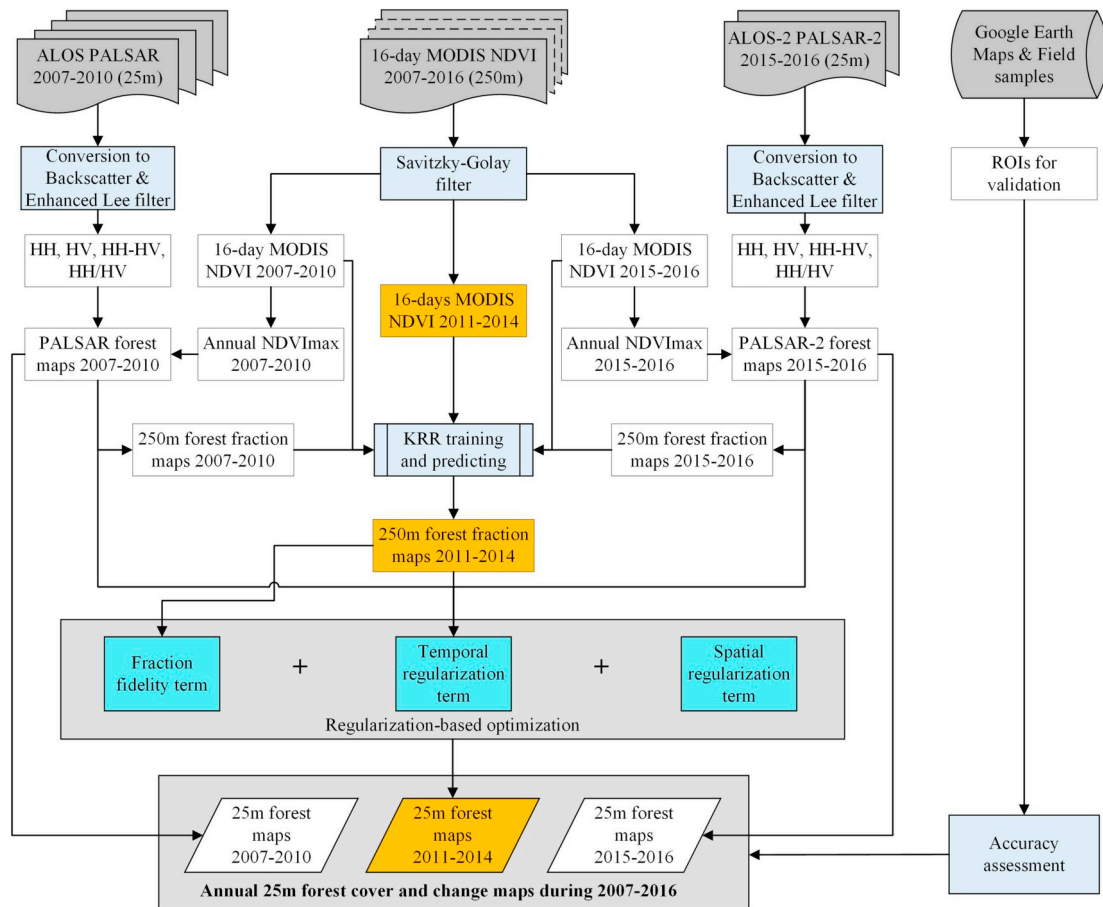 ALOS PALSAR
2007-2010 (25m)
16-day MODIS NDVI
2007-2016 (250m)
ALOS-2 PALSAR-2
2015-2016 (25m)
Google Earth
Maps & Field
samples
Conversion to
Backscatter &
Enhanced Lee filter
Savitzky-Golay
filter
Conversion to
Backscatter &
Enhanced Lee filter
ROIs for
validation
HH, HV, HH-HV,
HH/HV
16-day MODIS
NDVI 2007-2010
16-days MODIS
NDVI 2011-2014
16-day MODIS
NDVI 2015-2016
HH, HV, HH-HV,
HH/HV
PALSAR forest
maps 2007-2010
Annual NDVImax
2007-2010
Annual NDVImax
2015-2016
PALSAR-2 forest
maps 2015-2016
250m forest fraction
maps 2007-2010
KRR training
and predicting
250m forest fraction
maps 2015-2016
250m forest fraction
maps 2011-2014
Fraction
fidelity term
+
Temporal
regularization
term
+
Spatial
regularization
term
Regularization-based optimization
25m forest
maps
2007-2010
25m forest
maps
2011-2014
25m forest
maps
2015-2016
Accuracy
assessment
Annual 25m forest cover and change maps during 2007-2016